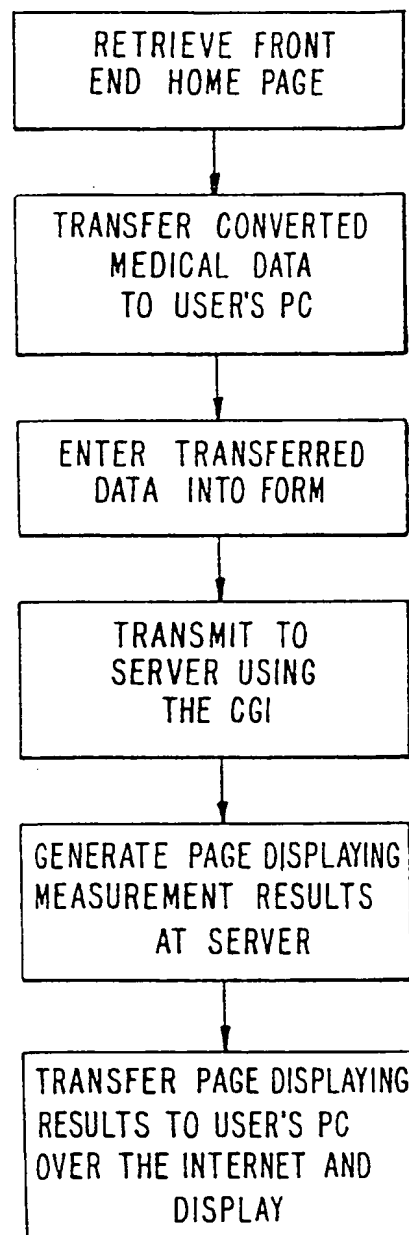 RETRIEVE FRONT
END HOME PAGE
TRANSFER CONVERTED
MEDICAL DATA
TO USER'S PC
ENTER TRANSFERRED
DATA INTO FORM
TRANSMIT TO
SERVER USING
THE CGI
GENERATE PAGE DISPLAYING
MEASUREMENT RESULTS
AT SERVER
TRANSFER PAGE DISPLAYING
RESULTS TO USER'S PC
OVER THE INTERNET AND
DISPLAY